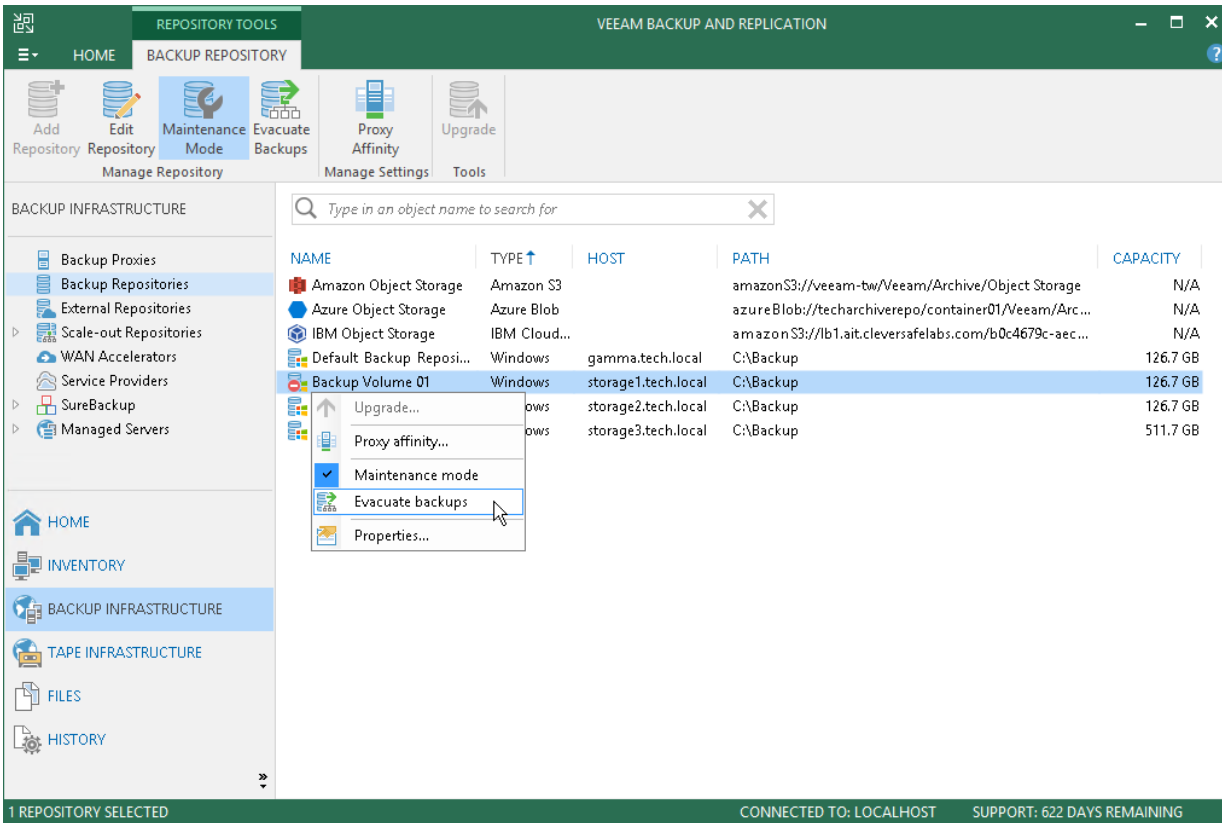 REPOSITORY TOOLS
VEEAM BACKUP AND REPLICATION
HOME BACKUP REPOSITORY
Add Repository
Edit Repository
Maintenance Mode
Evacuate Backups
Proxy Affinity
Upgrade
Manage Repository
Manage Settings
Tools
BACKUP INFRASTRUCTURE
Type in an object name to search for
Backup Proxies
Backup Repositories
External Repositories
Scale-out Repositories
WAN Accelerators
Service Providers
SureBackup
Managed Servers
NAME TYPE HOST PATH CAPACITY
Amazon Object Storage Amazon S3 amazonS3://veeam-tw/Veeam/Archive/Object Storage N/A
Azure Object Storage Azure Blob azureBlob://techarchiverepo/container01/Veeam/Arc... N/A
IBM Object Storage IBM Cloud... amazonS3://lb1.ait.cleversafelabs.com/b0c4679c-aec... N/A
Default Backup Reposi... Windows gamma.tech.local C:\Backup 126.7 GB
Backup Volume 01 Windows storage1.tech.local C:\Backup 126.7 GB
ows storage2.tech.local C:\Backup 126.7 GB
ows storage3.tech.local C:\Backup 511.7 GB
Upgrade...
Proxy affinity...
Maintenance mode
Evacuate backups
Properties...
HOME
INVENTORY
BACKUP INFRASTRUCTURE
TAPE INFRASTRUCTURE
FILES
HISTORY
1 REPOSITORY SELECTED
CONNECTED TO: LOCALHOST
SUPPORT: 622 DAYS REMAINING